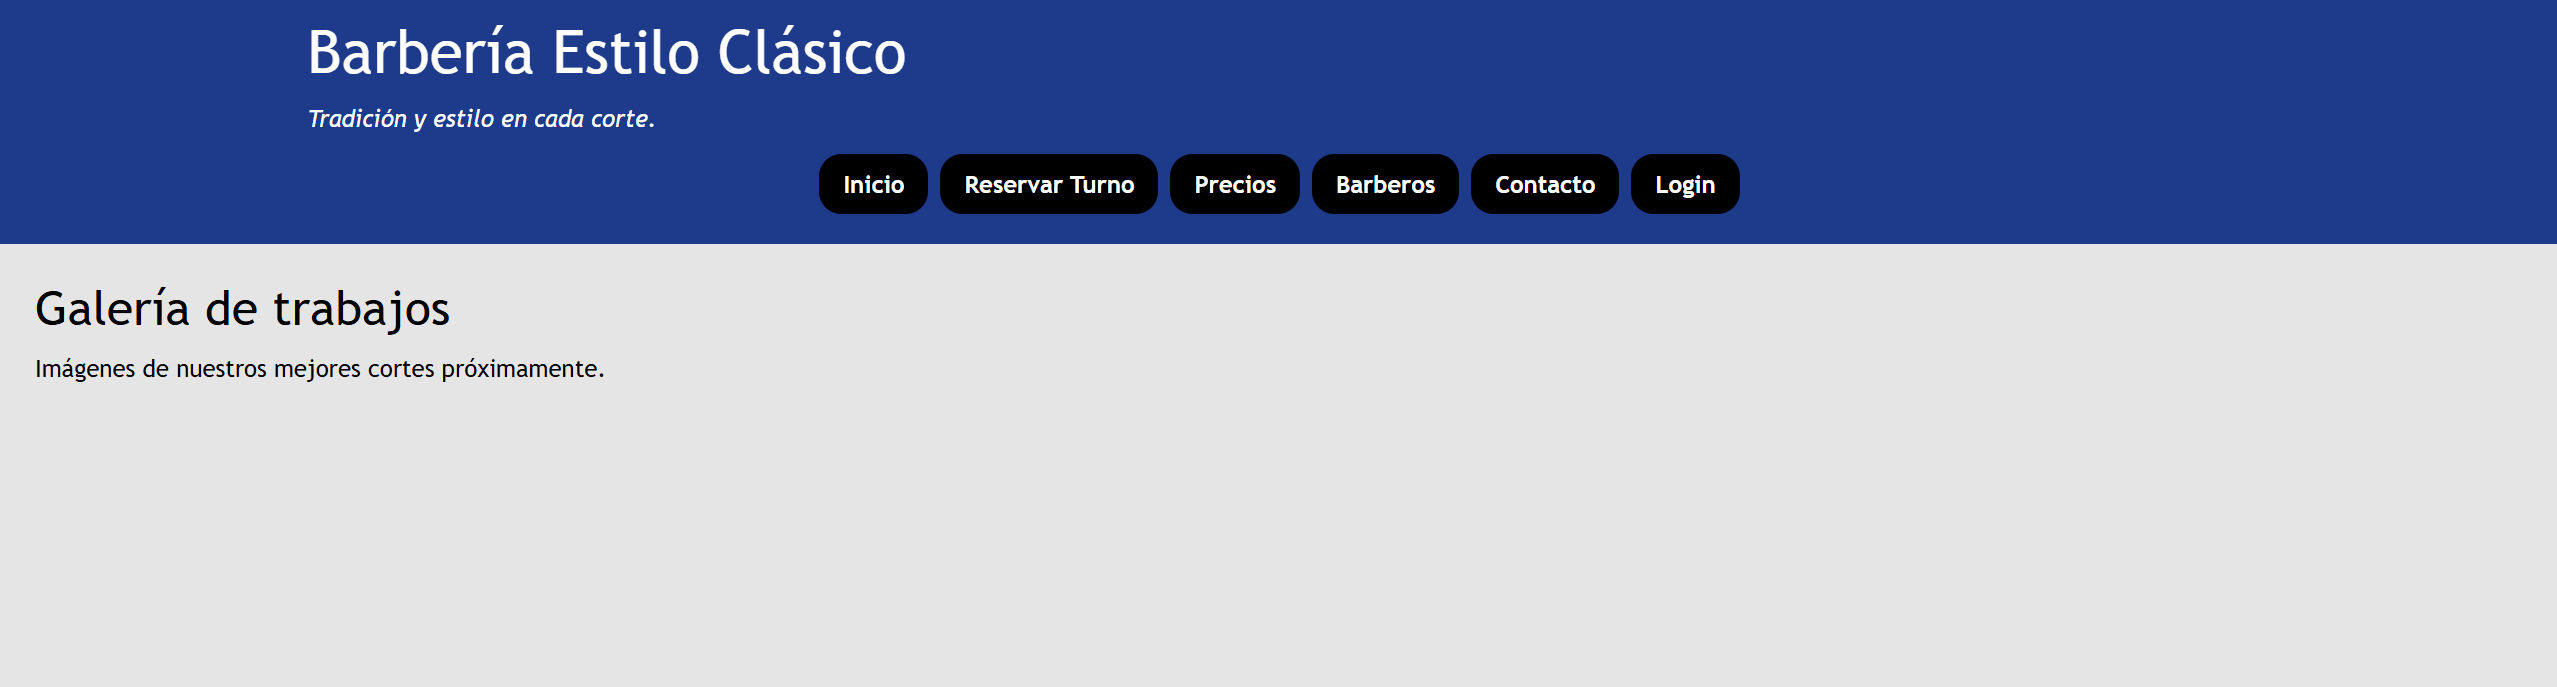 Barbería Estilo Clásico
Tradición y estilo en cada corte.
Inicio Reservar Turno Precios Barberos Contacto Login
Galería de trabajos
Imágenes de nuestros mejores cortes próximamente.